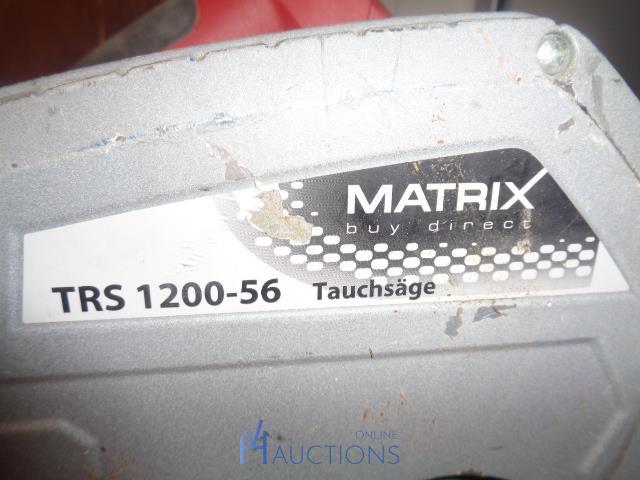 MATRIX
buy direct
TRS 1200-56 Tauchsäge
ONLINE
AUCTIONS